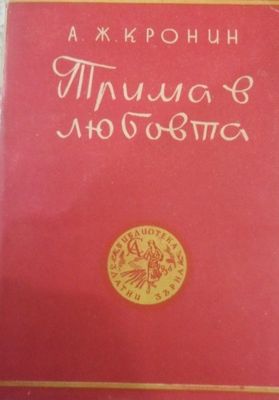 А. Ж. КРОНИН
Трима в
любовта
БИБЛИОТЕКА
ЗЛАТНИ ЗЪРНА